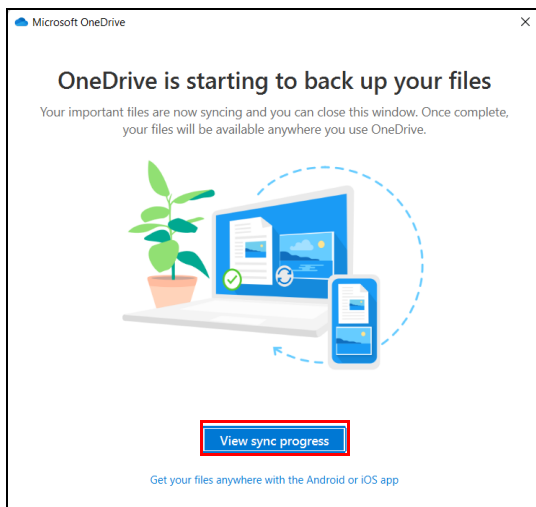 Microsoft OneDrive
OneDrive is starting to back up your files
Your important files are now syncing and you can close this window. Once complete,
your files will be available anywhere you use OneDrive.
View sync progress
Get your files anywhere with the Android or iOS app